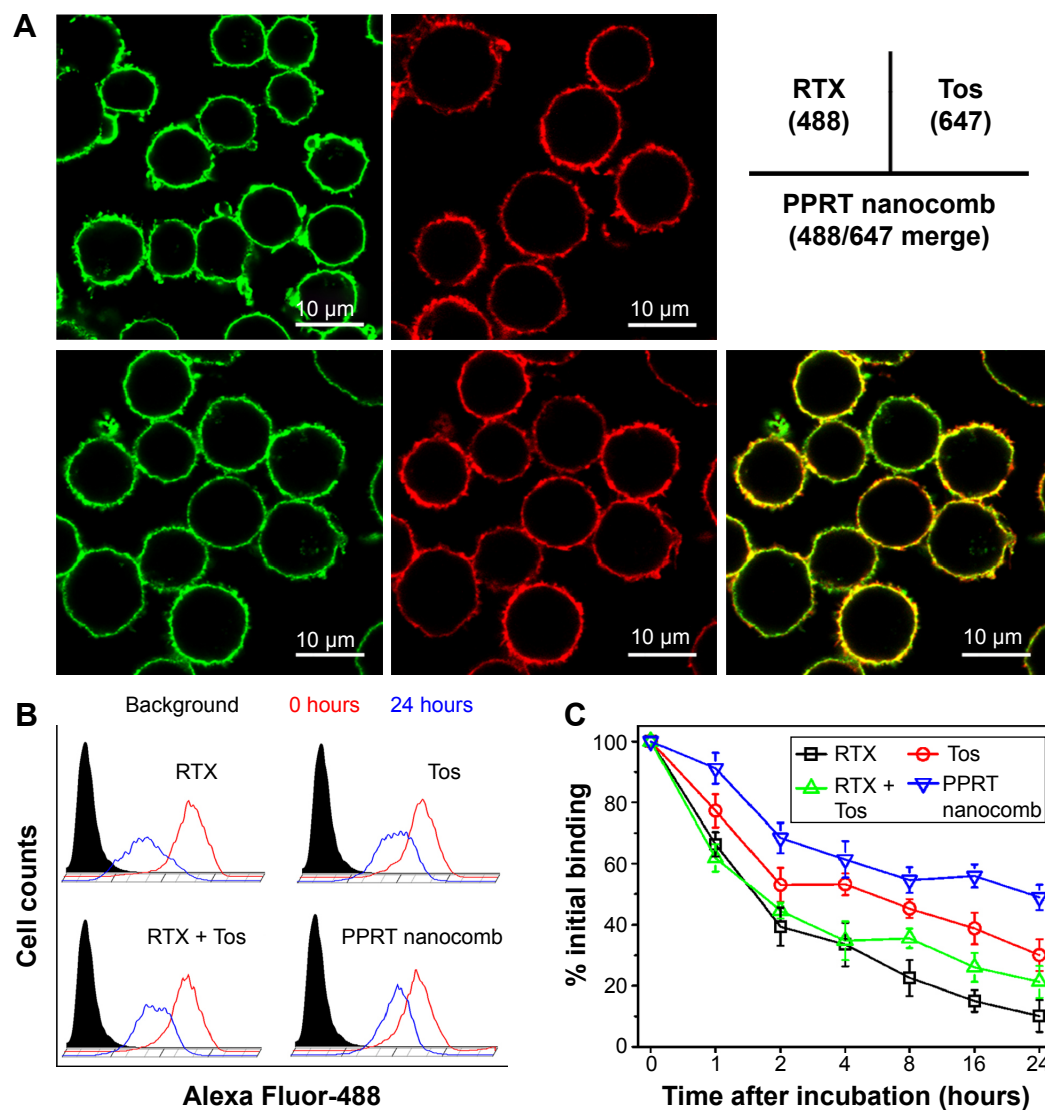 A
RTX
(488)
Tos
(647)
PPRT nanocomb
(488/647 merge)
10 µm
10 µm
10 µm
10 µm
10 µm
B
Background 0 hours 24 hours
RTX
Tos
RTX + Tos
PPRT nanocomb
Cell counts
Alexa Fluor-488
C
% initial binding
100
80
60
40
20
0
RTX
Tos
RTX +
Tos
PPRT
nanocomb
0 1 2 4 8 16 24
Time after incubation (hours)